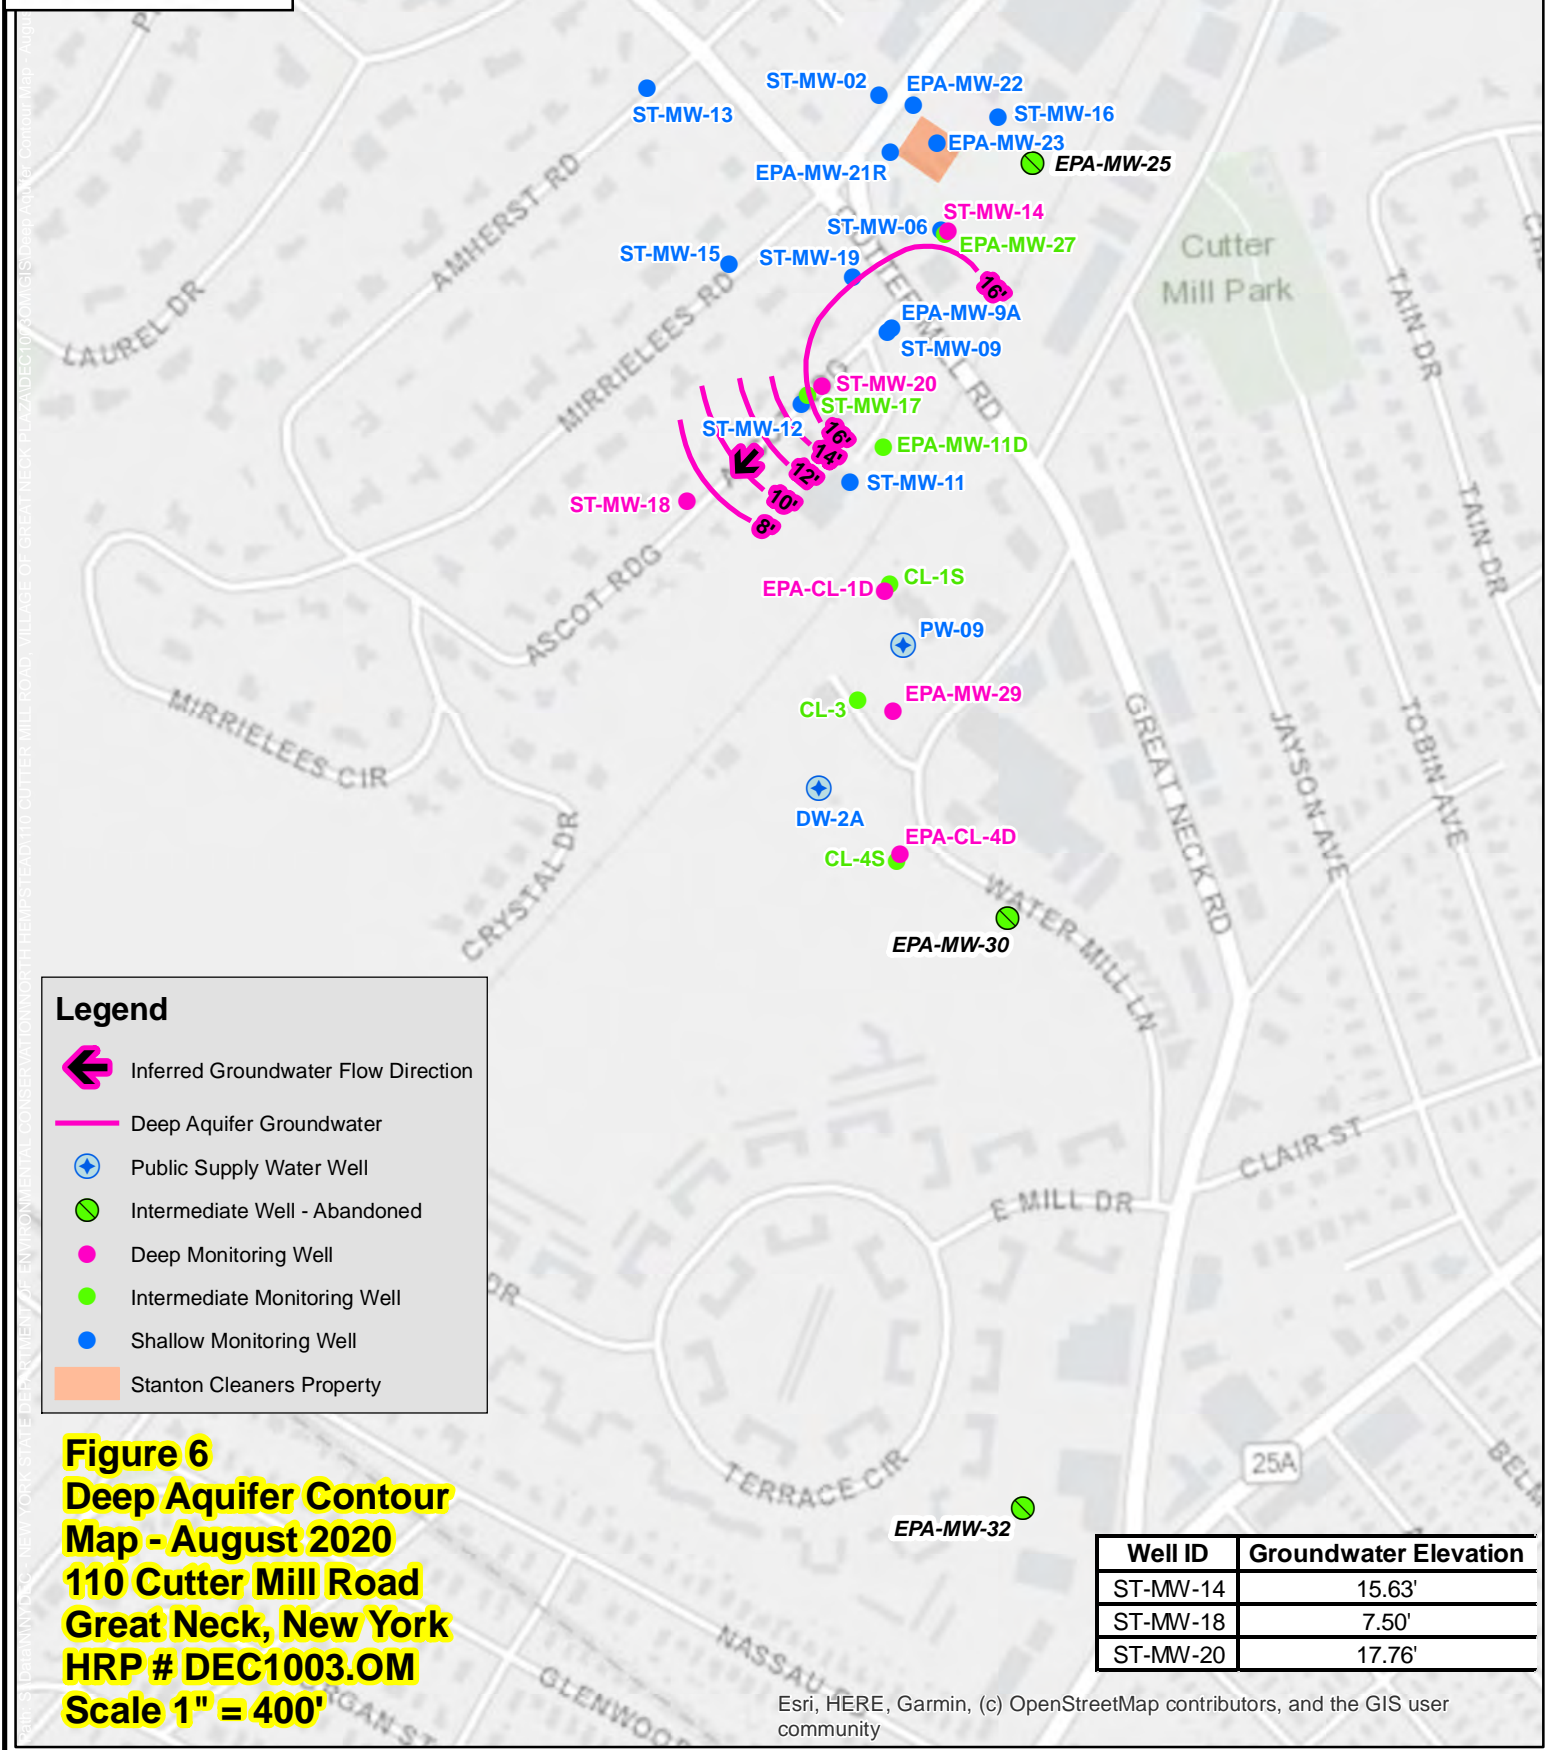 ST-MW-02
EPA-MW-22
ST-MW-13
ST-MW-16
EPA-MW-23
EPA-MW-21R
EPA-MW-25
AMHERST RD
ST-MW-14
ST-MW-06
EPA-MW-27
Cutter
Mill Park
ST-MW-15
ST-MW-19
16'
LAUREL DR
TAIN DR
EPA-MW-9A
ST-MW-09
CUTTER MILL RD
MIRRIELEES RD
ST-MW-20
ST-MW-17
ST-MW-12
16'
14'
12'
10'
8'
EPA-MW-11D
ST-MW-11
ST-MW-18
TAIN DR
ASCOT RDG
CL-1S
EPA-CL-1D
PW-09
EPA-MW-29
CL-3
MIRRIELEES CIR
GREAT NECK RD
JAYSON AVE
TOBIN AVE
DW-2A
EPA-CL-4D
CL-4S
CRYSTAL DR
WATER MILL LN
EPA-MW-30
Legend
Inferred Groundwater Flow Direction
Deep Aquifer Groundwater
Public Supply Water Well
Intermediate Well - Abandoned
Deep Monitoring Well
Intermediate Monitoring Well
Shallow Monitoring Well
Stanton Cleaners Property
CLAIR ST
E MILL DR
DR
TERRACE CIR
25A
EPA-MW-32
Figure 6
Deep Aquifer Contour
Map - August 2020
110 Cutter Mill Road
Great Neck, New York
HRP # DEC1003.OM
Scale 1" = 400'
Well ID Groundwater Elevation
ST-MW-14 15.63'
ST-MW-18 7.50'
ST-MW-20 17.76'
NASSAU
GLENWOOD
Esri, HERE, Garmin, (c) OpenStreetMap contributors, and the GIS user
community